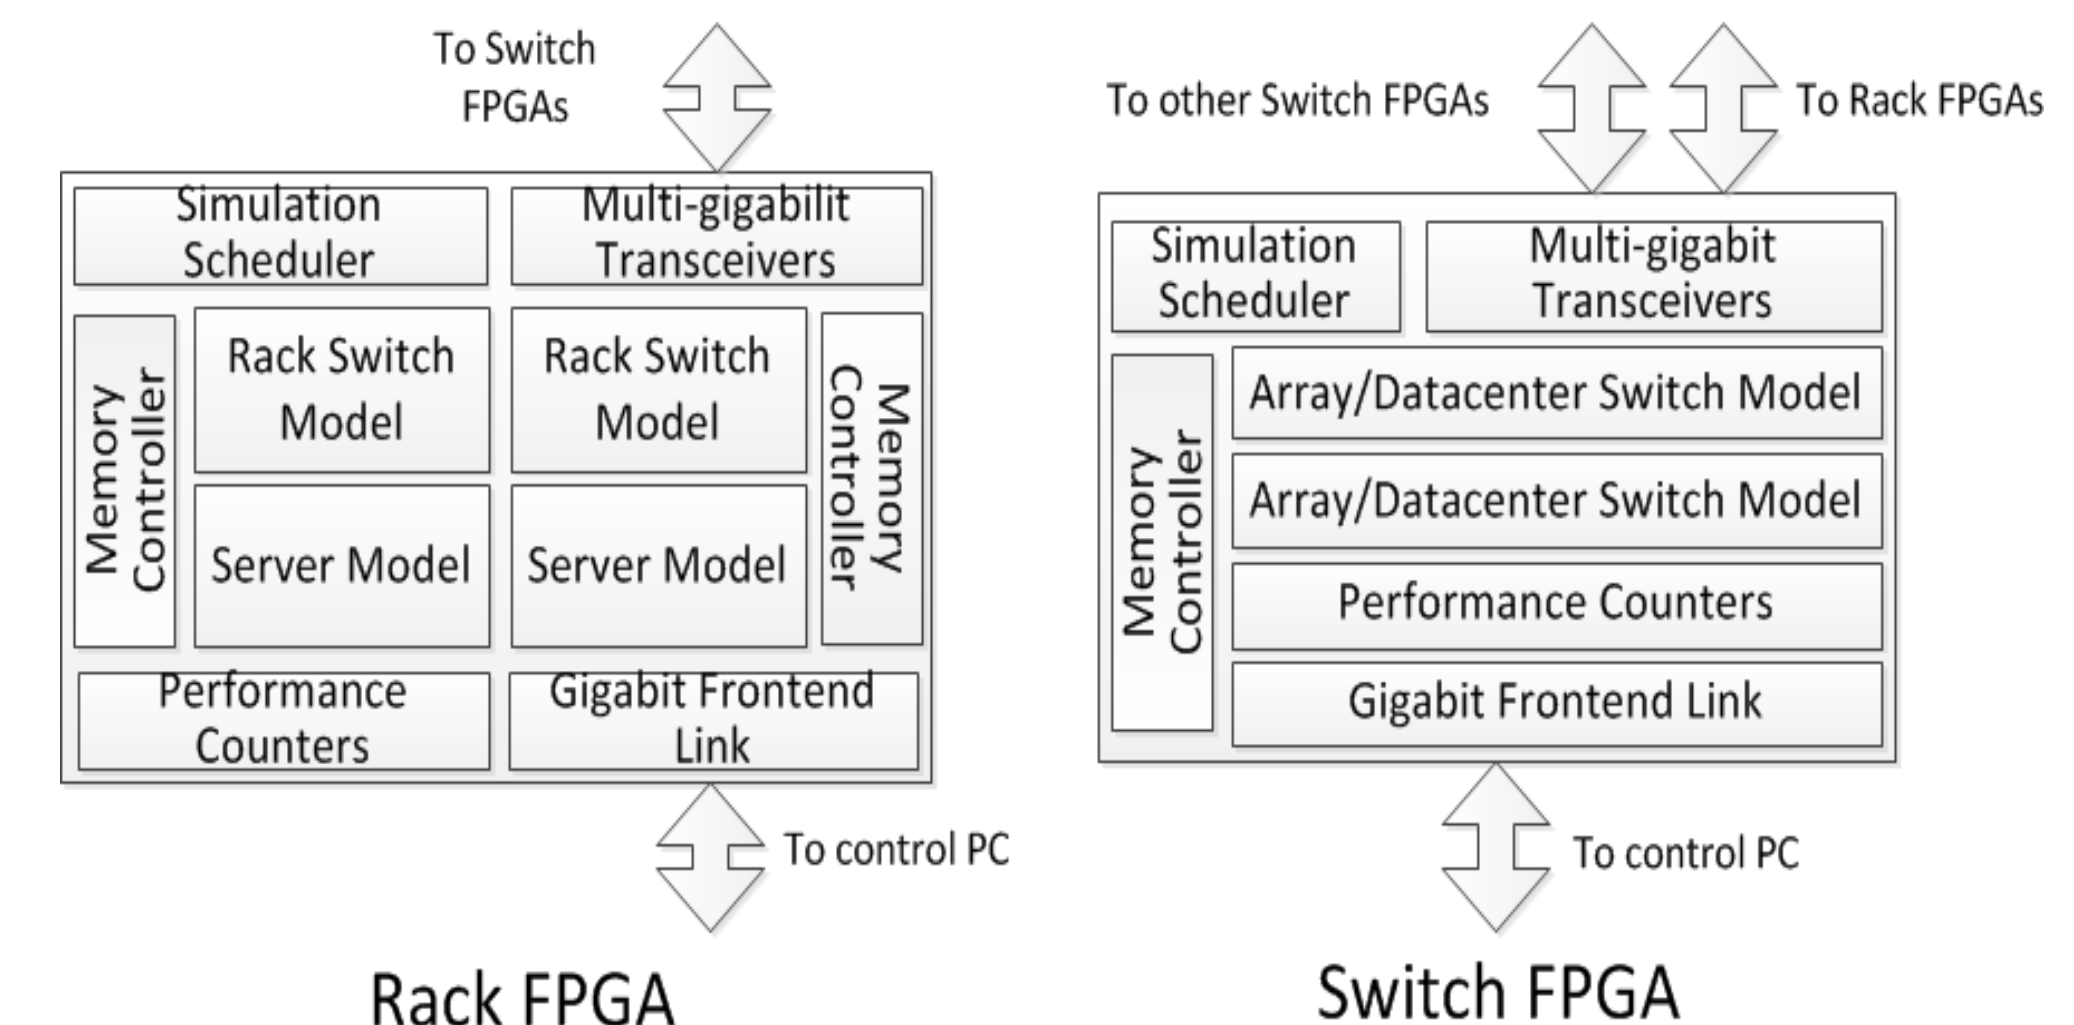 To Switch
FPGAs
Simulation
Scheduler
Multi-gigabilit
Transceivers
Memory
Controller
Rack Switch
Model
Rack Switch
Model
Memory
Controller
Server Model
Server Model
Performance
Counters
Gigabit Frontend
Link
To control PC
Rack FPGA
To other Switch FPGAs
To Rack FPGAs
Simulation
Scheduler
Multi-gigabit
Transceivers
Memory
Controller
Array/Datacenter Switch Model
Array/Datacenter Switch Model
Performance Counters
Gigabit Frontend Link
To control PC
Switch FPGA